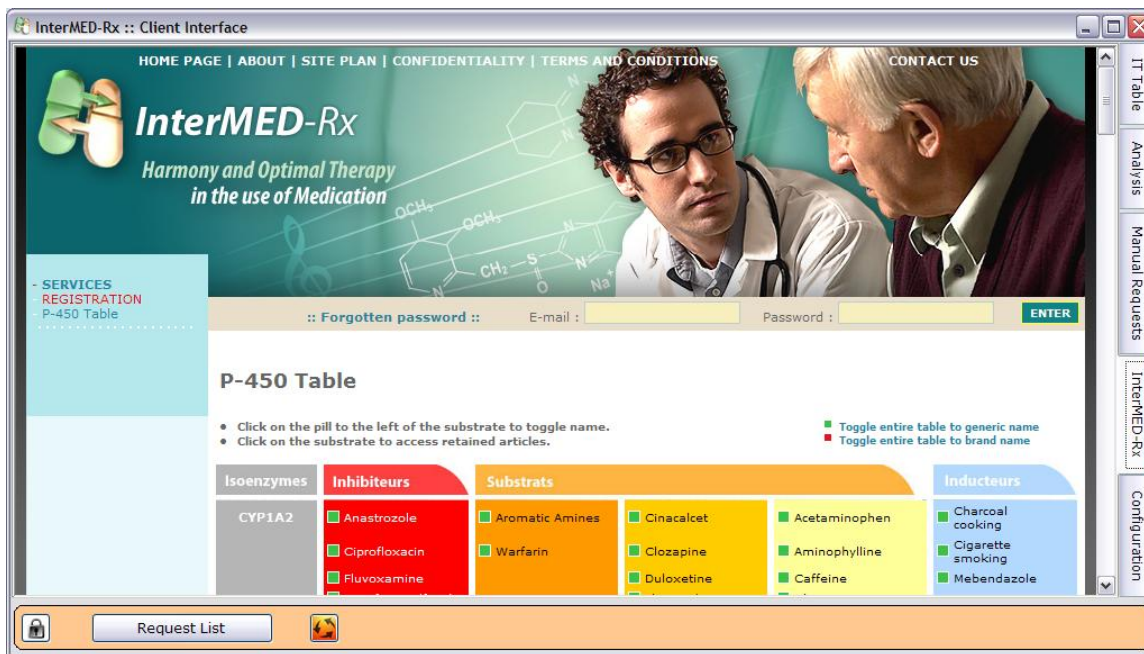 InterMED-Rx :: Client Interface
HOME PAGE | ABOUT | SITE PLAN | CONFIDENTIALITY | TERMS AND CONDITIONS CONTACT US
InterMED-Rx
Harmony and Optimal Therapy
in the use of Medication
OCH₃
OCH₃
N
N
CH₂ S N
O Na⁺
- SERVICES
- REGISTRATION
- P-450 Table
:: Forgotten password :: E-mail : Password : ENTER
P-450 Table
• Click on the pill to the left of the substrate to toggle name.
• Click on the substrate to access retained articles.
Toggle entire table to generic name
Toggle entire table to brand name
Isoenzymes Inhibiteurs Substrats Inducteurs
CYP1A2 Anastrozole Aromatic Amines Cinacalcet Acetaminophen Charcoal cooking
Ciprofloxacin Warfarin Clozapine Aminophylline Cigarette smoking
Fluvoxamine Duloxetine Caffeine Mebendazole
IT Table
Analysis
Manual Requests
InterMED-Rx
Configuration
Request List